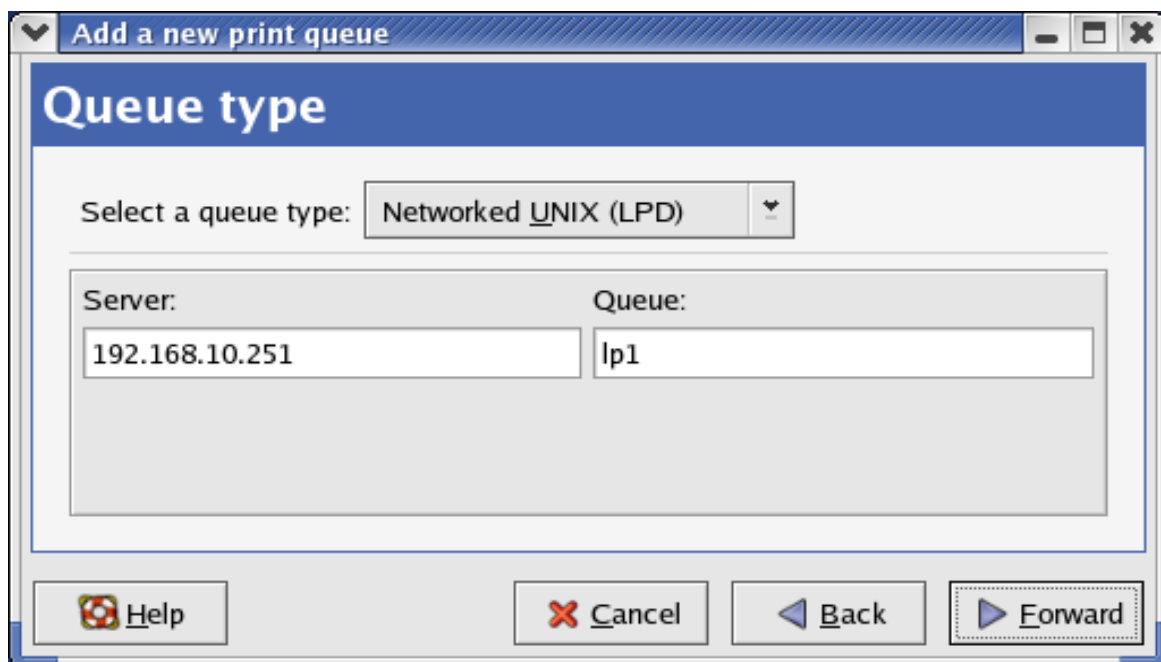 Add a new print queue
Queue type
Select a queue type: Networked UNIX (LPD)
Server: Queue:
192.168.10.251 lp1
Help Cancel Back Forward